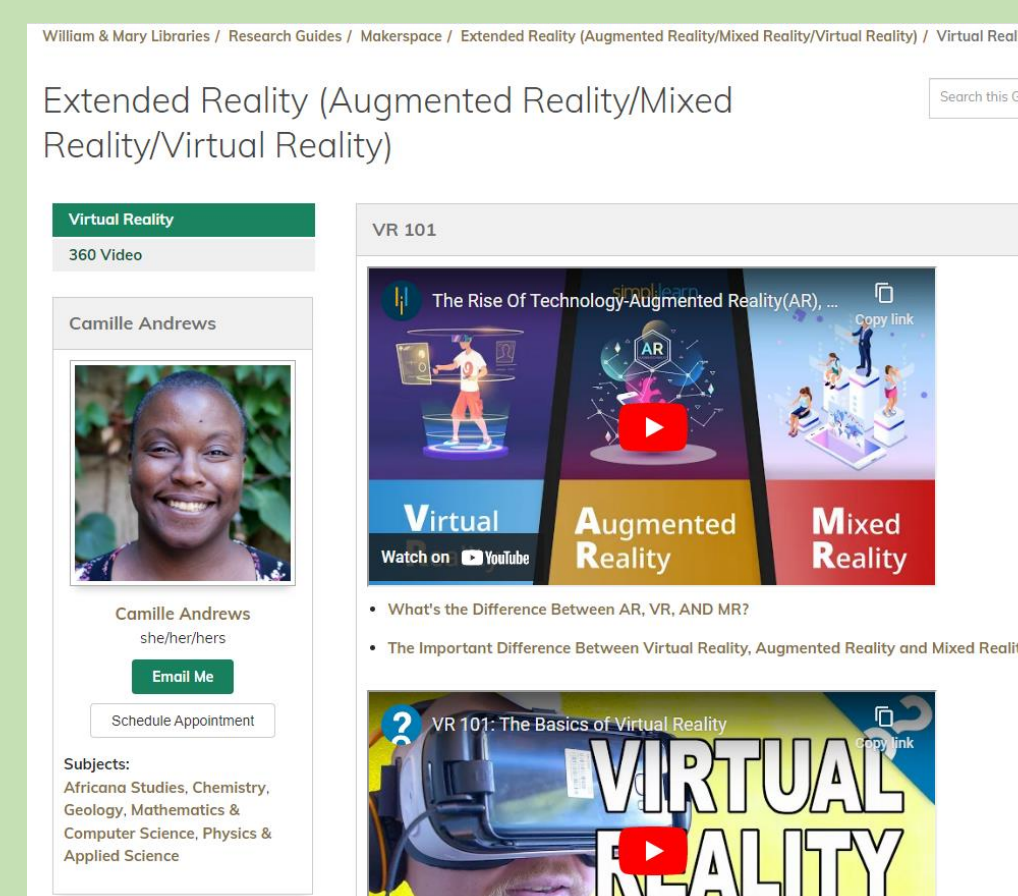 William & Mary Libraries / Research Guides / Makerspace / Extended Reality (Augmented Reality/Mixed Reality/Virtual Reality) / Virtual Real
Extended Reality (Augmented Reality/Mixed
Reality/Virtual Reality)
Search this G
Virtual Reality
360 Video
Camille Andrews
Camille Andrews
she/her/hers
Email Me
Schedule Appointment
Subjects:
Africana Studies, Chemistry,
Geology, Mathematics &
Computer Science, Physics &
Applied Science
VR 101
simplilearn
The Rise Of Technology-Augmented Reality(AR), ...
Copy link
AR
Virtual
Augmented
Reality
Mixed
Reality
Watch on YouTube
What's the Difference Between AR, VR, AND MR?
The Important Difference Between Virtual Reality, Augmented Reality and Mixed Realit
?
VR 101: The Basics of Virtual Reality
Copy link
VIRTUAL
REALITY